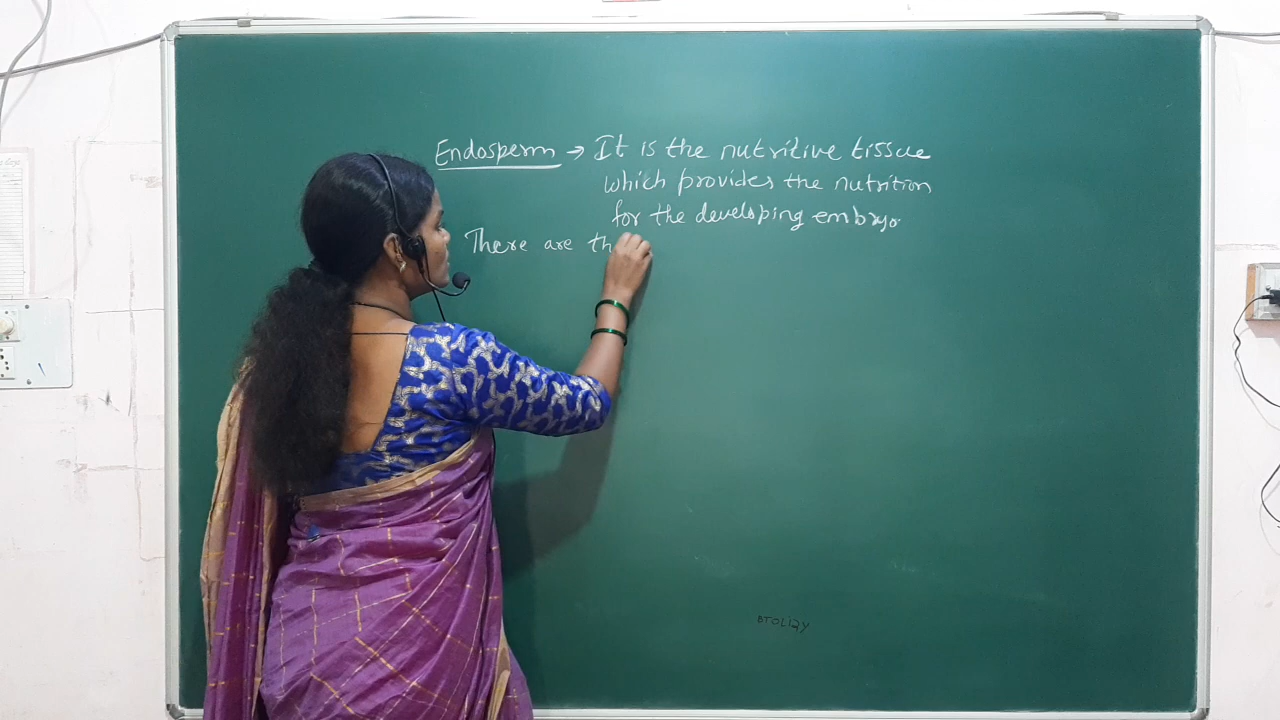 Endosperm → It is the nutritive tissue
which provides the nutrition
for the developing embryo.
There are th